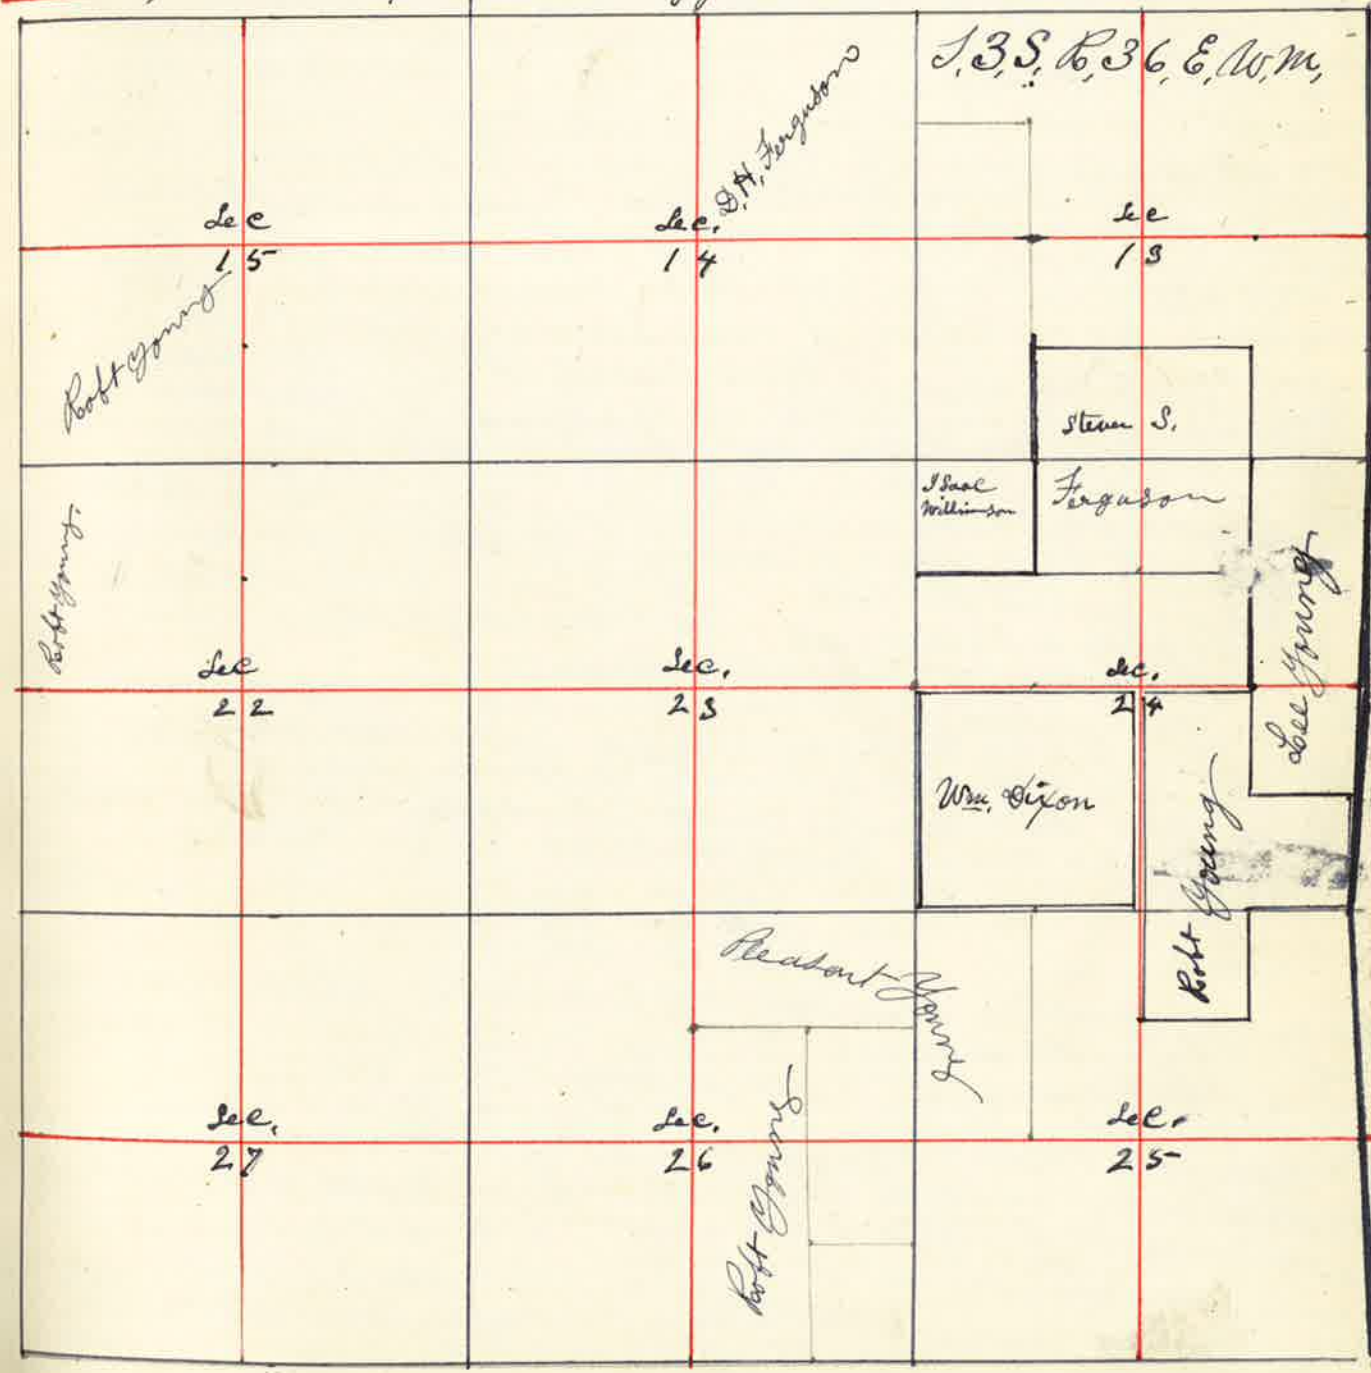 T. 3, S, R, 36, E, W, M,
D. H. Ferguson
Sec
15
Sec.
14
Sec
13
Robt Young
Steven S.
Ferguson
Isaac
Wilkinson
Robt Young.
Lee Young
Sec
22
Sec.
23
Sec.
24
Wm. Dixon
Robt Young
Pleasant Young
Sec.
27
Sec.
26
Sec.
25
Robt Young